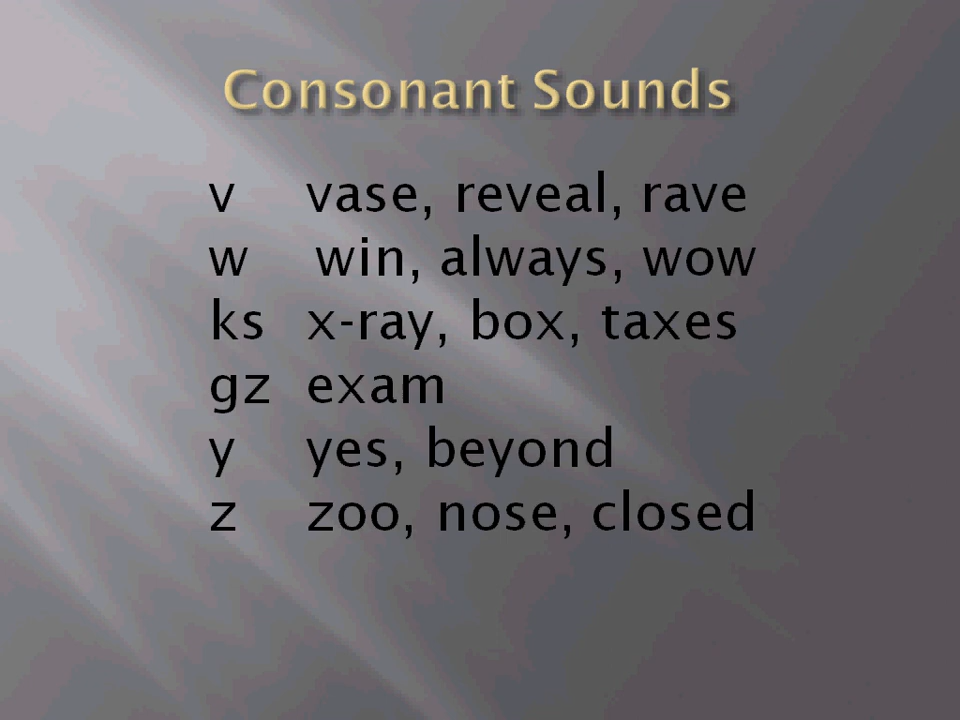 Consonant Sounds
v vase, reveal, rave
w win, always, wow
ks x-ray, box, taxes
gz exam
y yes, beyond
z zoo, nose, closed